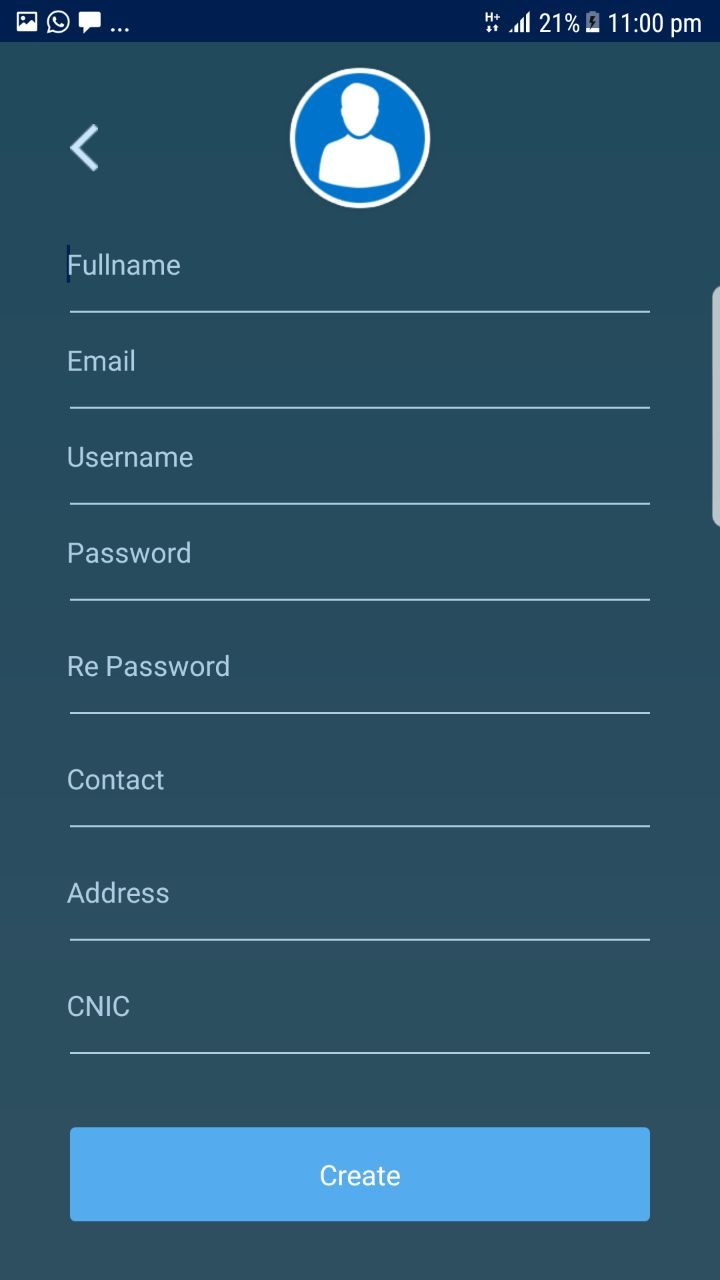 ... H+ 21% 11:00 pm
Fullname
Email
Username
Password
Re Password
Contact
Address
CNIC
Create